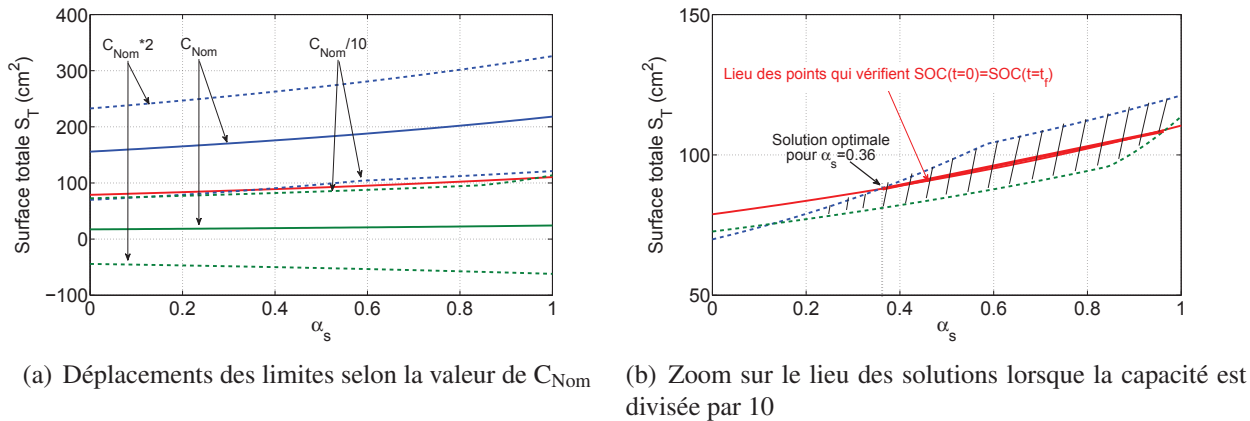 400
300
200
100
0
−100
Surface totale S_T (cm²)
C_Nom*2
C_Nom
C_Nom/10
0
0.2
0.4
0.6
0.8
1
α_s
(a) Déplacements des limites selon la valeur de C_Nom
150
100
50
Surface totale S_T (cm²)
Lieu des points qui vérifient SOC(t=0)=SOC(t=t_f)
Solution optimale
pour α_s=0.36
0
0.2
0.4
0.6
0.8
1
α_s
(b) Zoom sur le lieu des solutions lorsque la capacité est
divisée par 10